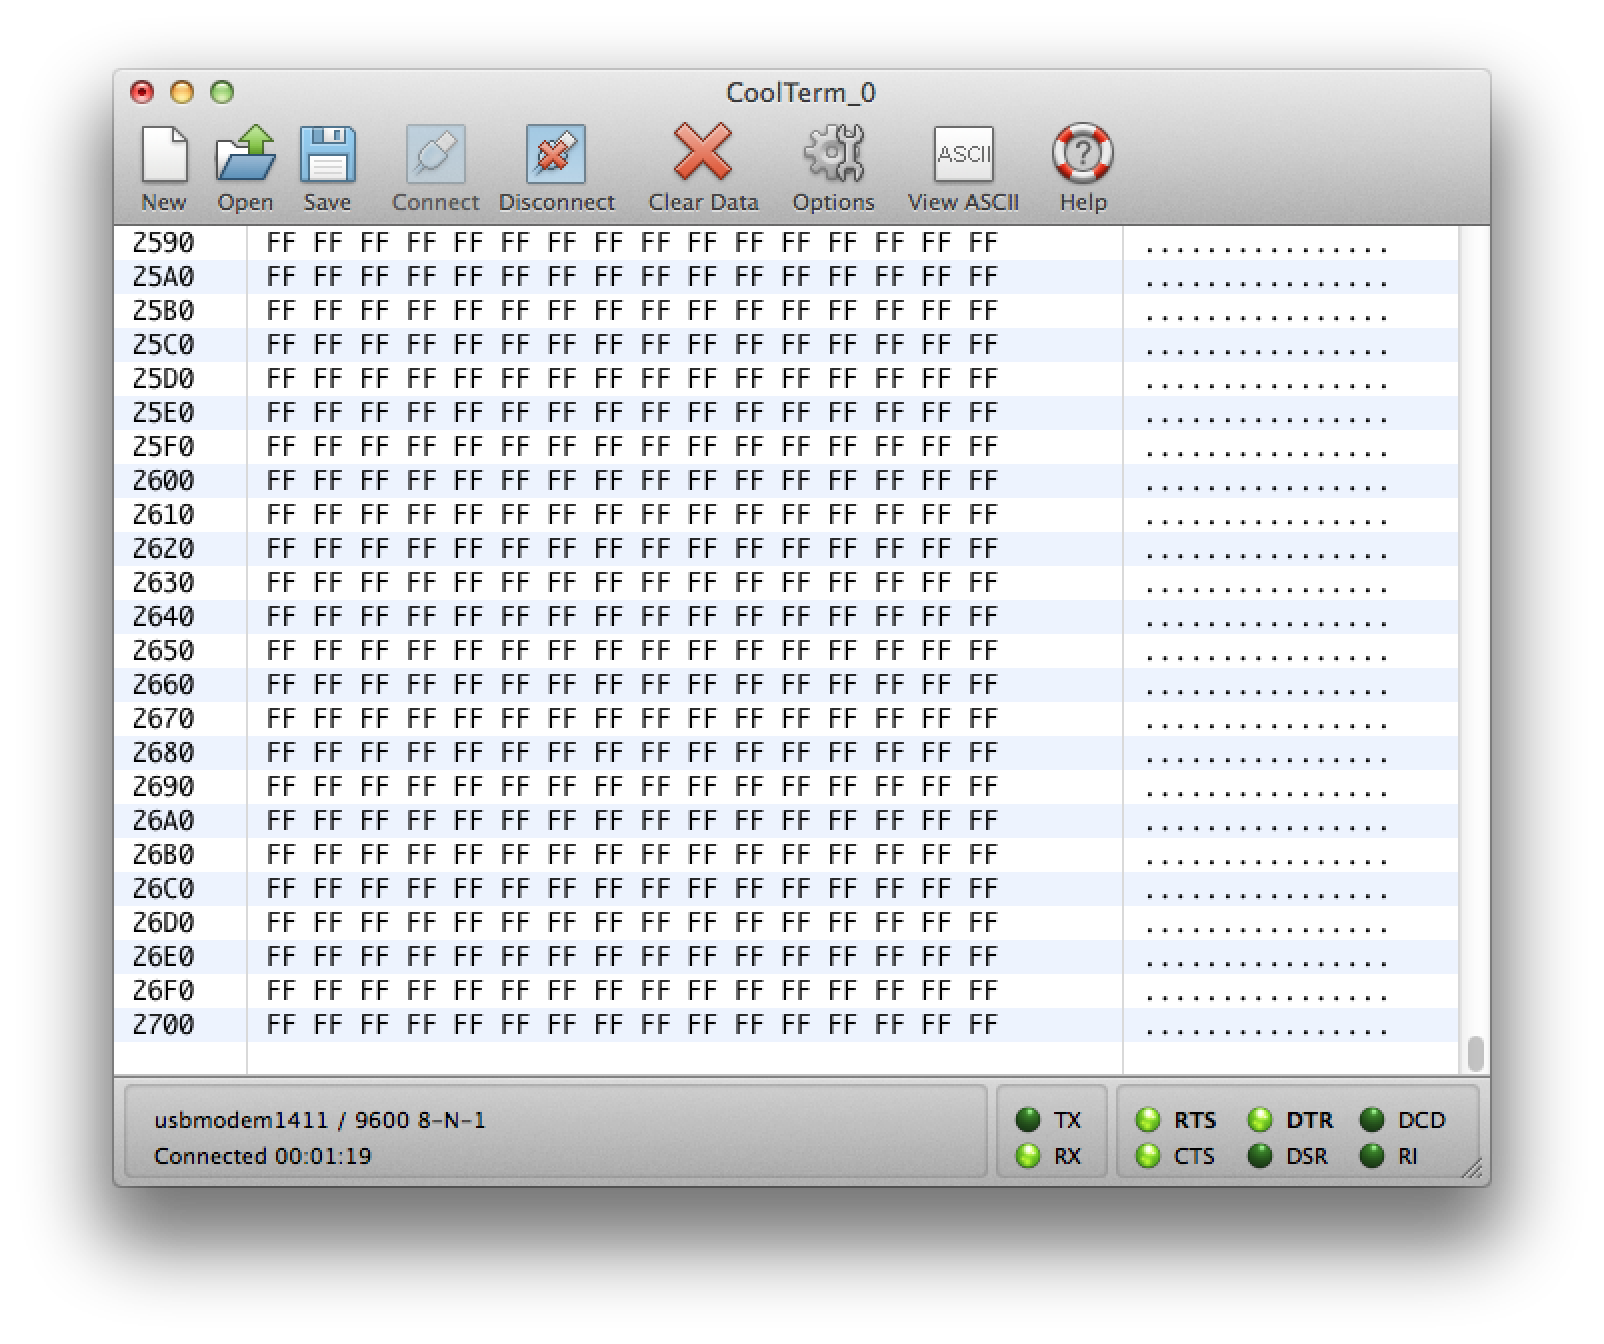 CoolTerm_0
New Open Save Connect Disconnect Clear Data Options ASCII View ASCII ? Help
2590 FF FF FF FF FF FF FF FF FF FF FF FF FF FF FF FF ................
25A0 FF FF FF FF FF FF FF FF FF FF FF FF FF FF FF FF ................
25B0 FF FF FF FF FF FF FF FF FF FF FF FF FF FF FF FF ................
25C0 FF FF FF FF FF FF FF FF FF FF FF FF FF FF FF FF ................
25D0 FF FF FF FF FF FF FF FF FF FF FF FF FF FF FF FF ................
25E0 FF FF FF FF FF FF FF FF FF FF FF FF FF FF FF FF ................
25F0 FF FF FF FF FF FF FF FF FF FF FF FF FF FF FF FF ................
2600 FF FF FF FF FF FF FF FF FF FF FF FF FF FF FF FF ................
2610 FF FF FF FF FF FF FF FF FF FF FF FF FF FF FF FF ................
2620 FF FF FF FF FF FF FF FF FF FF FF FF FF FF FF FF ................
2630 FF FF FF FF FF FF FF FF FF FF FF FF FF FF FF FF ................
2640 FF FF FF FF FF FF FF FF FF FF FF FF FF FF FF FF ................
2650 FF FF FF FF FF FF FF FF FF FF FF FF FF FF FF FF ................
2660 FF FF FF FF FF FF FF FF FF FF FF FF FF FF FF FF ................
2670 FF FF FF FF FF FF FF FF FF FF FF FF FF FF FF FF ................
2680 FF FF FF FF FF FF FF FF FF FF FF FF FF FF FF FF ................
2690 FF FF FF FF FF FF FF FF FF FF FF FF FF FF FF FF ................
26A0 FF FF FF FF FF FF FF FF FF FF FF FF FF FF FF FF ................
26B0 FF FF FF FF FF FF FF FF FF FF FF FF FF FF FF FF ................
26C0 FF FF FF FF FF FF FF FF FF FF FF FF FF FF FF FF ................
26D0 FF FF FF FF FF FF FF FF FF FF FF FF FF FF FF FF ................
26E0 FF FF FF FF FF FF FF FF FF FF FF FF FF FF FF FF ................
26F0 FF FF FF FF FF FF FF FF FF FF FF FF FF FF FF FF ................
2700 FF FF FF FF FF FF FF FF FF FF FF FF FF FF FF FF ................
usbmodem1411 / 9600 8-N-1 TX RTS DTR DCD
Connected 00:01:19 RX CTS DSR RI